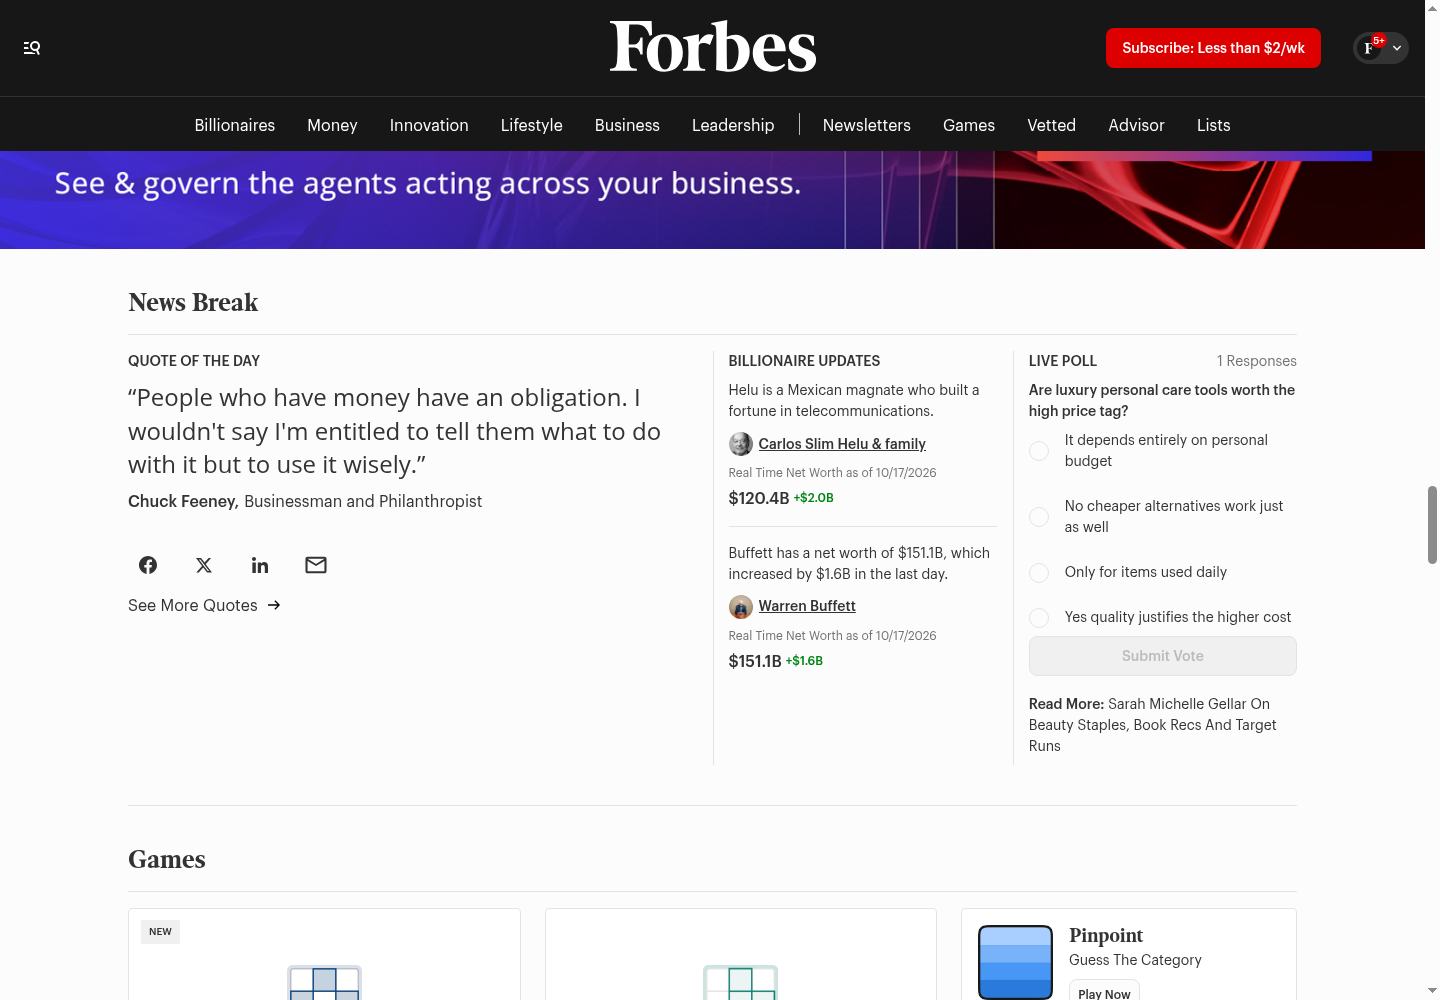 Forbes
Subscribe: Less than $2/wk
F
5+
Billionaires
Money
Innovation
Lifestyle
Business
Leadership
Newsletters
Games
Vetted
Advisor
Lists
See & govern the agents acting across your business.
News Break
QUOTE OF THE DAY
“People who have money have an obligation. I
wouldn't say I'm entitled to tell them what to do
with it but to use it wisely.”
Chuck Feeney, Businessman and Philanthropist
See More Quotes
BILLIONAIRE UPDATES
Helu is a Mexican magnate who built a
fortune in telecommunications.
Carlos Slim Helu & family
Real Time Net Worth as of 10/17/2026
$120.4B +$2.0B
Buffett has a net worth of $151.1B, which
increased by $1.6B in the last day.
Warren Buffett
Real Time Net Worth as of 10/17/2026
$151.1B +$1.6B
LIVE POLL
1 Responses
Are luxury personal care tools worth the
high price tag?
It depends entirely on personal
budget
No cheaper alternatives work just
as well
Only for items used daily
Yes quality justifies the higher cost
Submit Vote
Read More: Sarah Michelle Gellar On
Beauty Staples, Book Recs And Target
Runs
Games
NEW
Pinpoint
Guess The Category
Play Now